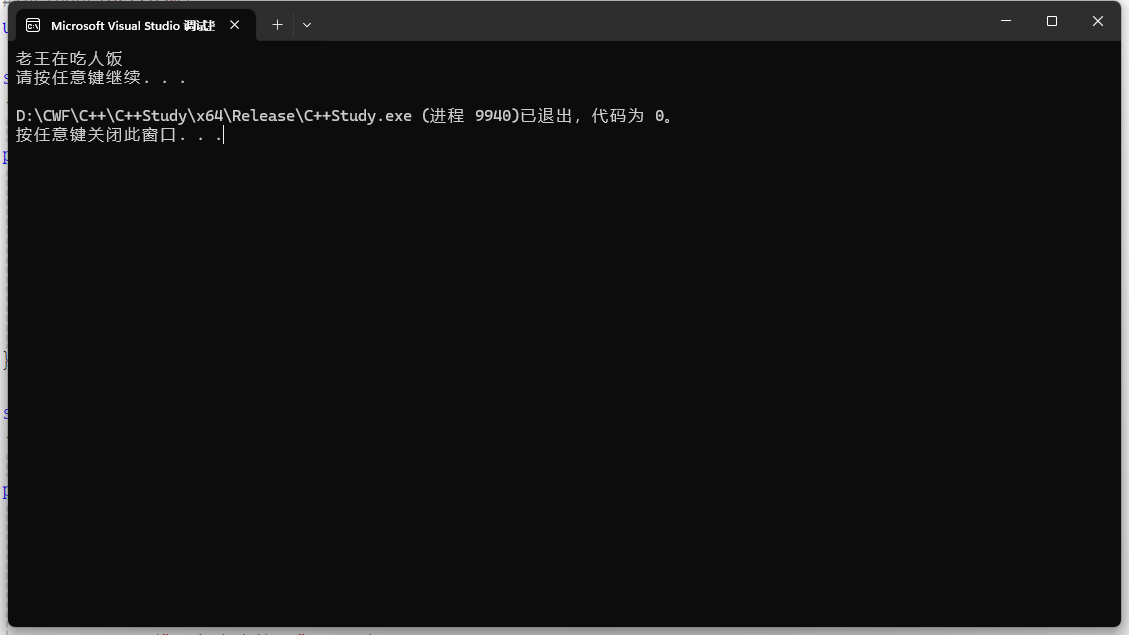 Microsoft Visual Studio 调试
老王在吃人饭
请按任意键继续. . .
D:\CWF\C++\C++Study\x64\Release\C++Study.exe (进程 9940)已退出，代码为 0。
按任意键关闭此窗口. . .